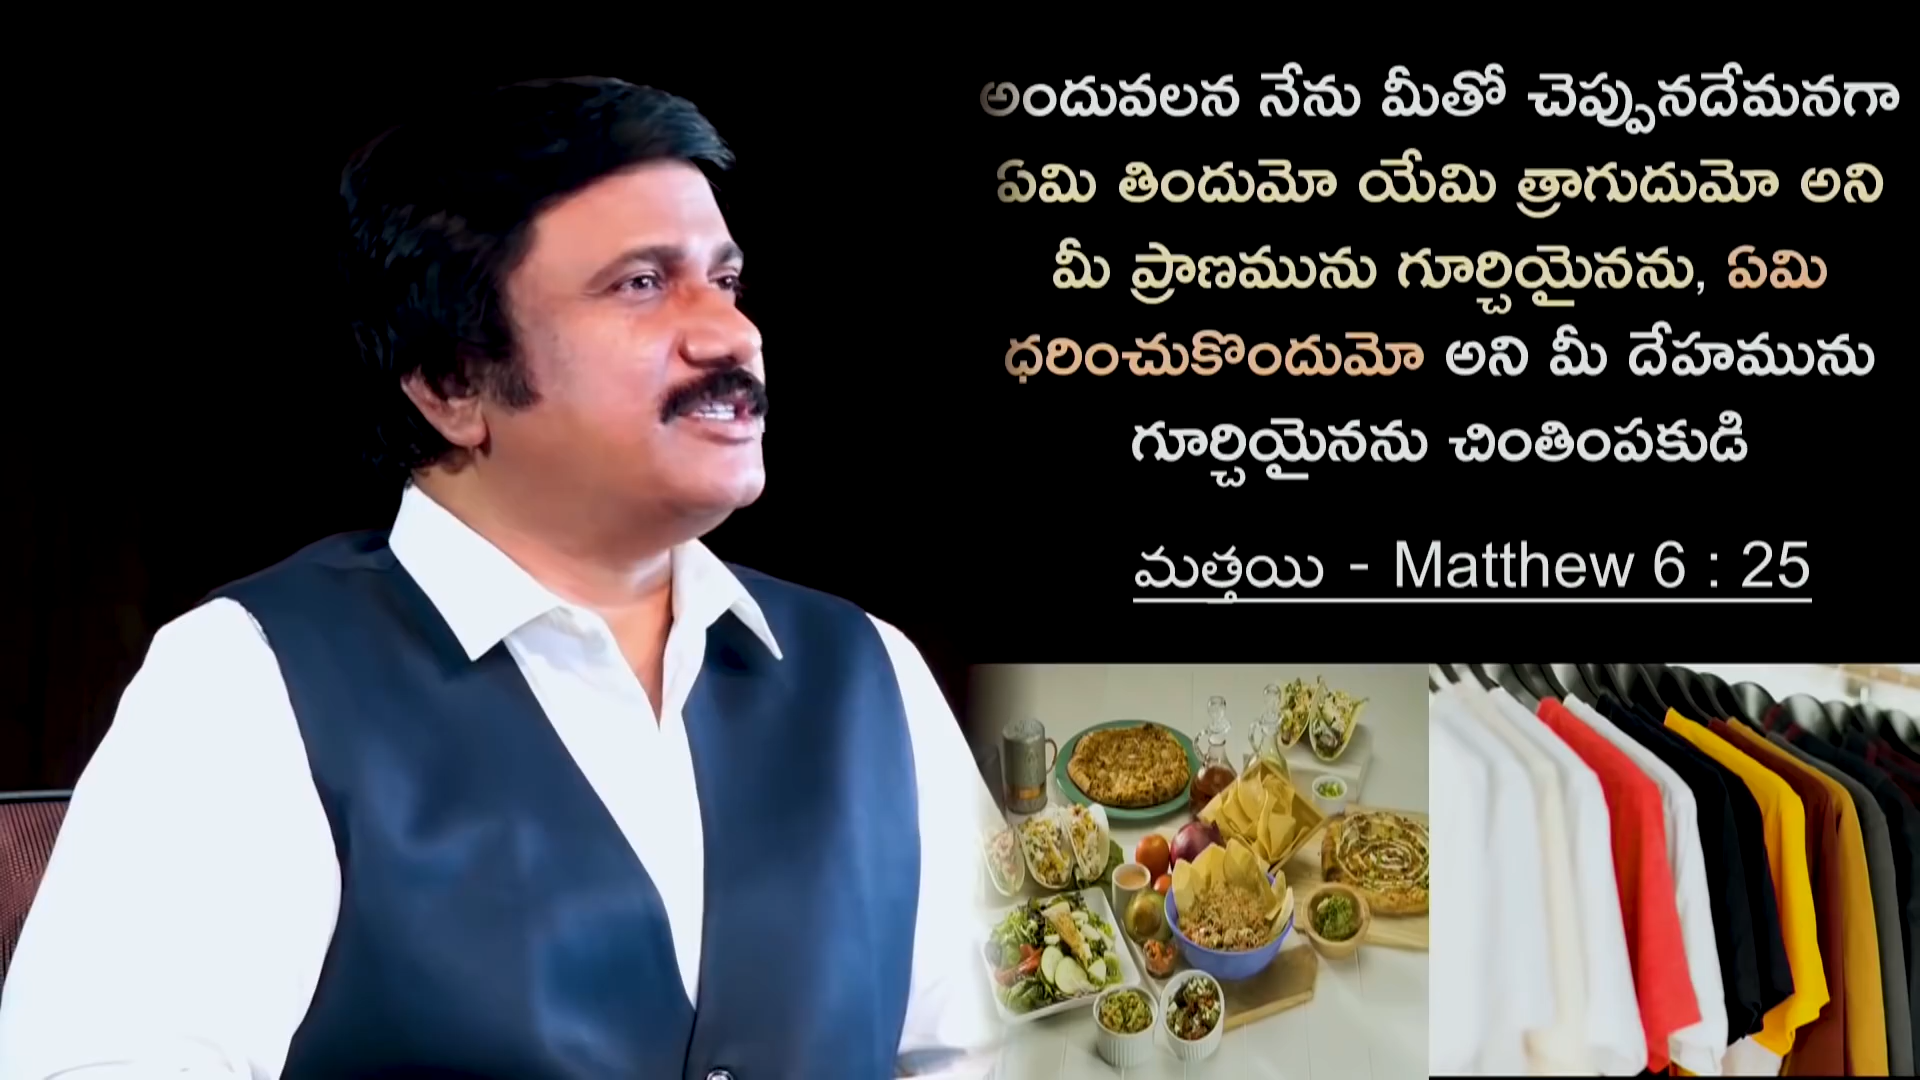 అందువలన నేను మీతో చెప్పునదేమనగా
ఏమి తిందుమో యేమి త్రాగుదుమో అని
మీ ప్రాణమును గూర్చియైనను, ఏమి
ధరించుకొందుమో అని మీ దేహమును
గూర్చియైనను చింతింపకుడి
మత్తయి - Matthew 6 : 25